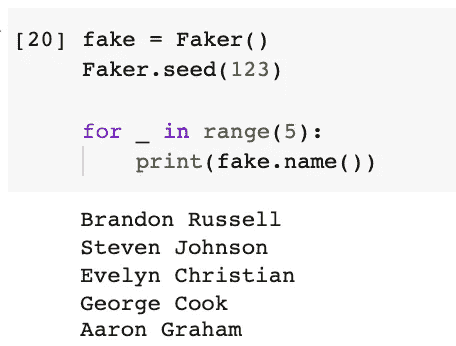 [20] fake = Faker()
Faker.seed(123)
for _ in range(5):
print(fake.name())
Brandon Russell
Steven Johnson
Evelyn Christian
George Cook
Aaron Graham